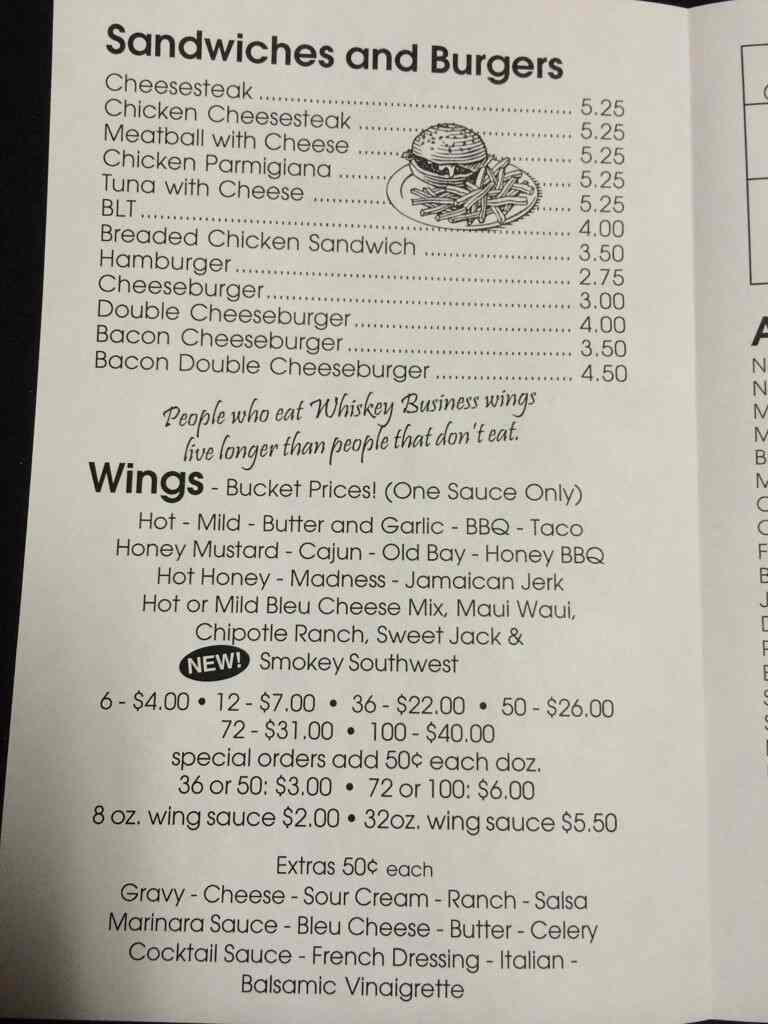 Sandwiches and Burgers
Cheesesteak ........ 5.25
Chicken Cheesesteak ........ 5.25
Meatball with Cheese ........ 5.25
Chicken Parmigiana ........ 5.25
Tuna with Cheese ........ 5.25
BLT ........ 4.00
Breaded Chicken Sandwich ........ 3.50
Hamburger ........ 2.75
Cheeseburger ........ 3.00
Double Cheeseburger ........ 4.00
Bacon Cheeseburger ........ 3.50
Bacon Double Cheeseburger ........ 4.50
People who eat Whiskey Business wings
live longer than people that don't eat.
Wings - Bucket Prices! (One Sauce Only)
Hot - Mild - Butter and Garlic - BBQ - Taco
Honey Mustard - Cajun - Old Bay - Honey BBQ
Hot Honey - Madness - Jamaican Jerk
Hot or Mild Bleu Cheese Mix, Maui Waui,
Chipotle Ranch, Sweet Jack &
NEW! Smokey Southwest
6 - $4.00 • 12 - $7.00 • 36 - $22.00 • 50 - $26.00
72 - $31.00 • 100 - $40.00
special orders add 50¢ each doz.
36 or 50: $3.00 • 72 or 100: $6.00
8 oz. wing sauce $2.00 • 32oz. wing sauce $5.50
Extras 50¢ each
Gravy - Cheese - Sour Cream - Ranch - Salsa
Marinara Sauce - Bleu Cheese - Butter - Celery
Cocktail Sauce - French Dressing - Italian -
Balsamic Vinaigrette